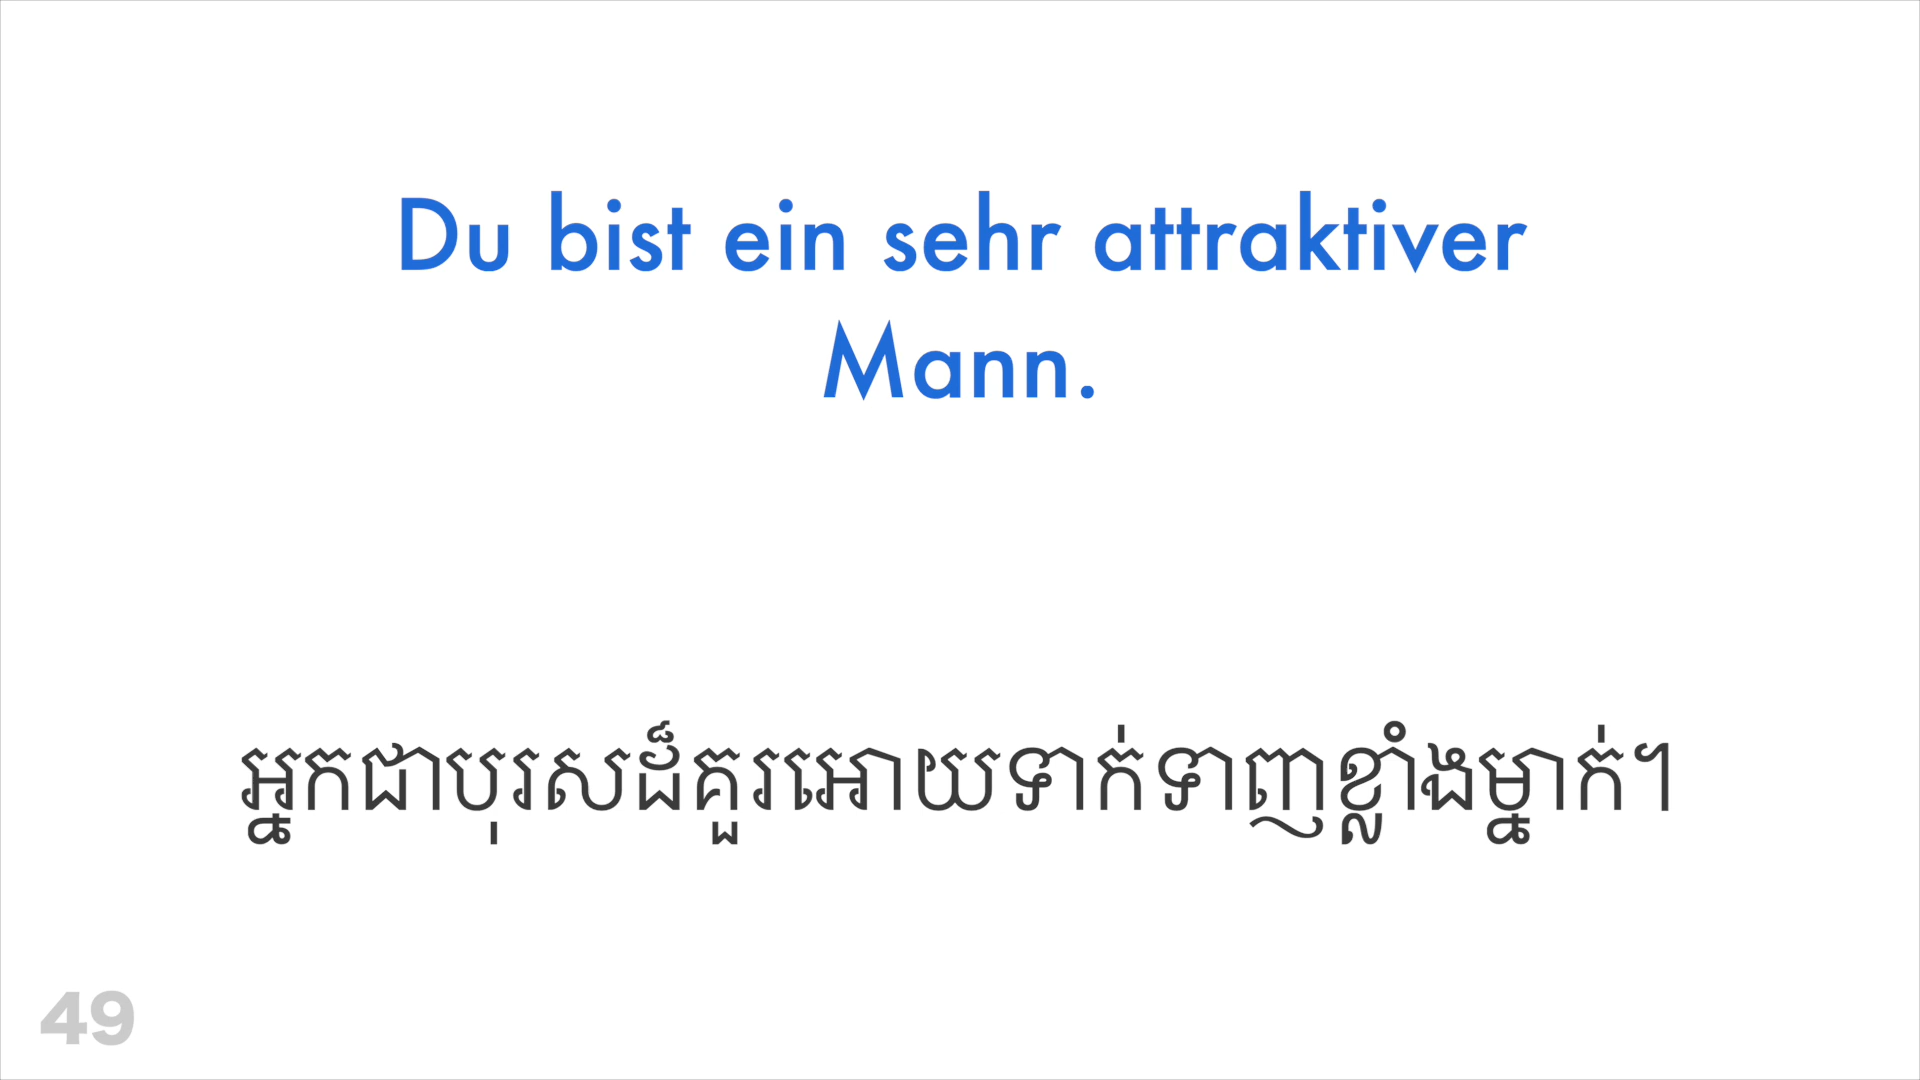 Du bist ein sehr attraktiver
Mann.
អ្នកជាបុរសដ៏គួរអោយទាក់ទាញខ្លាំងម្នាក់។
49